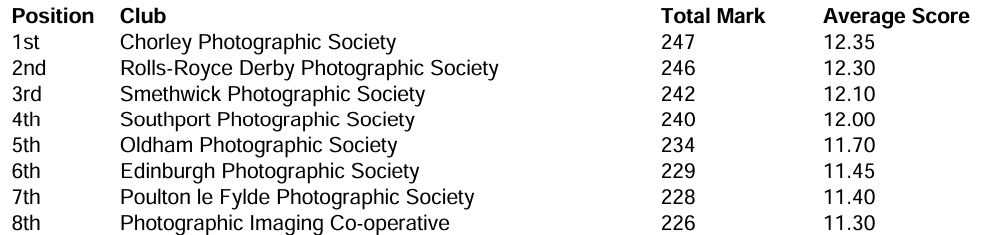 Position Club Total Mark Average Score
1st Chorley Photographic Society 247 12.35
2nd Rolls-Royce Derby Photographic Society 246 12.30
3rd Smethwick Photographic Society 242 12.10
4th Southport Photographic Society 240 12.00
5th Oldham Photographic Society 234 11.70
6th Edinburgh Photographic Society 229 11.45
7th Poulton le Fylde Photographic Society 228 11.40
8th Photographic Imaging Co-operative 226 11.30